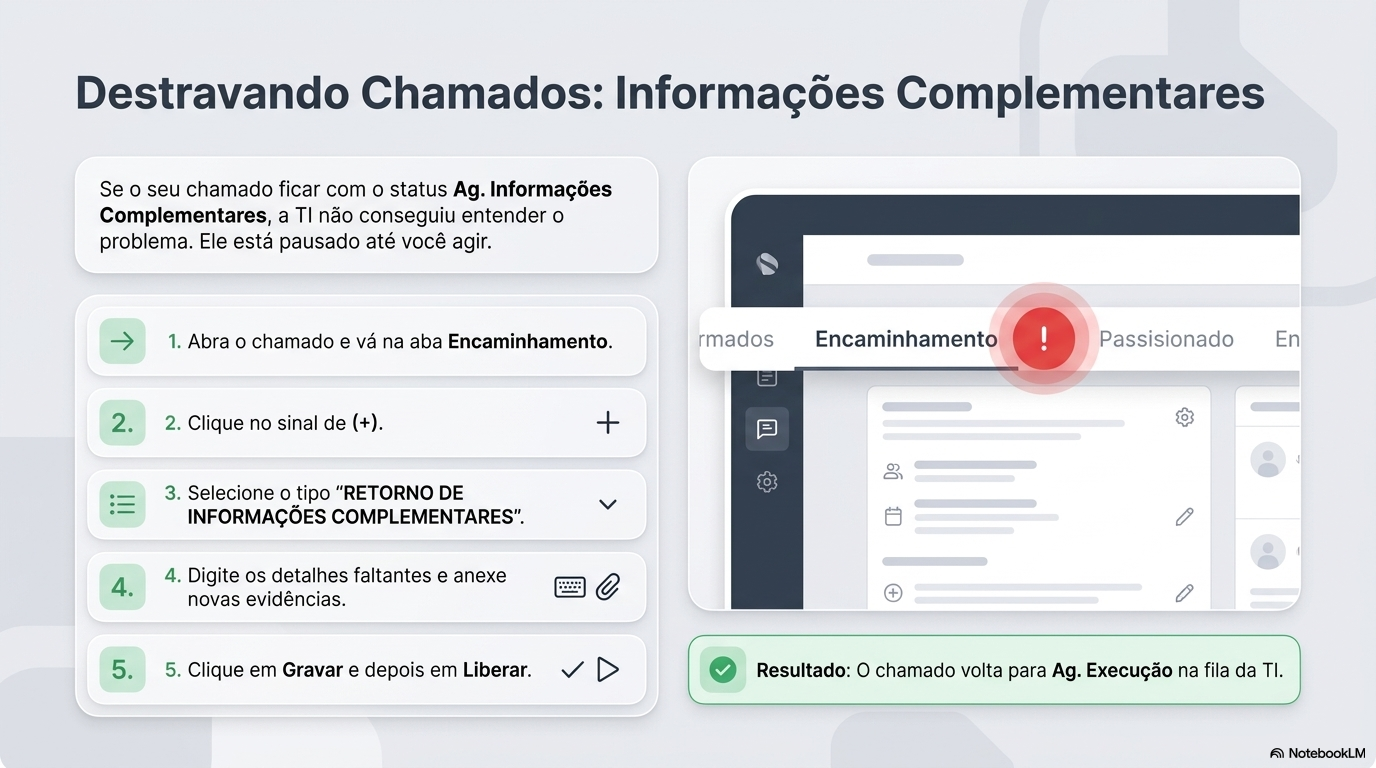 Destravando Chamados: Informações Complementares
Se o seu chamado ficar com o status Ag. Informações
Complementares, a TI não conseguiu entender o
problema. Ele está pausado até você agir.
1. Abra o chamado e vá na aba Encaminhamento.
2. 2. Clique no sinal de (+).
3. Selecione o tipo “RETORNO DE
INFORMAÇÕES COMPLEMENTARES”.
4. 4. Digite os detalhes faltantes e anexe
novas evidências.
5. 5. Clique em Gravar e depois em Liberar.
rmados Encaminhamento ! Passisionado En
Resultado: O chamado volta para Ag. Execução na fila da TI.
NotebookLM